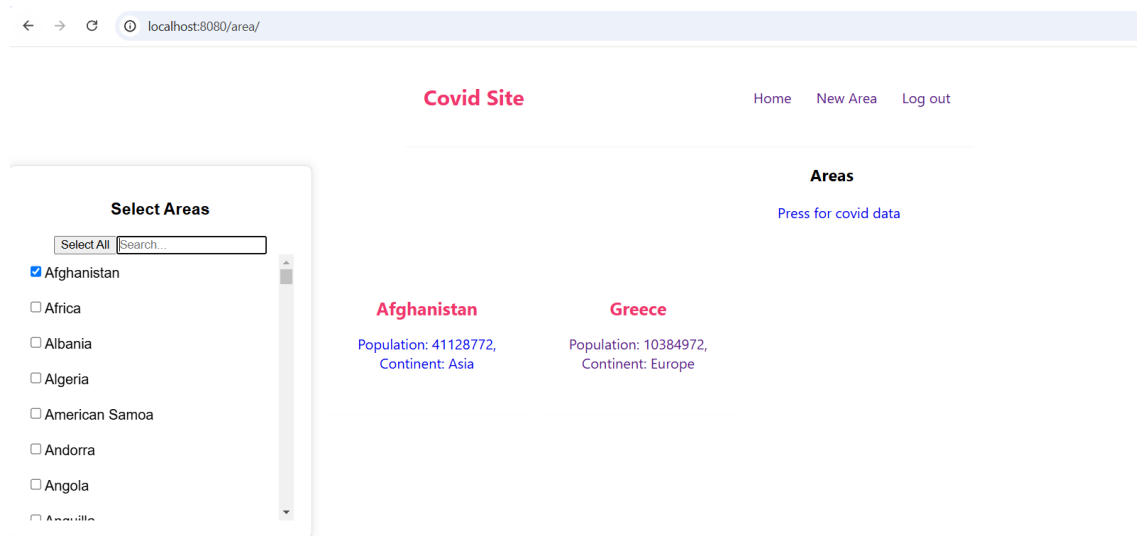 localhost:8080/area/
Covid Site
Home New Area Log out
Areas
Press for covid data
Select Areas
Select All Search...
Afghanistan
Africa
Albania
Algeria
American Samoa
Andorra
Angola
Anguilla
Afghanistan
Population: 41128772,
Continent: Asia
Greece
Population: 10384972,
Continent: Europe